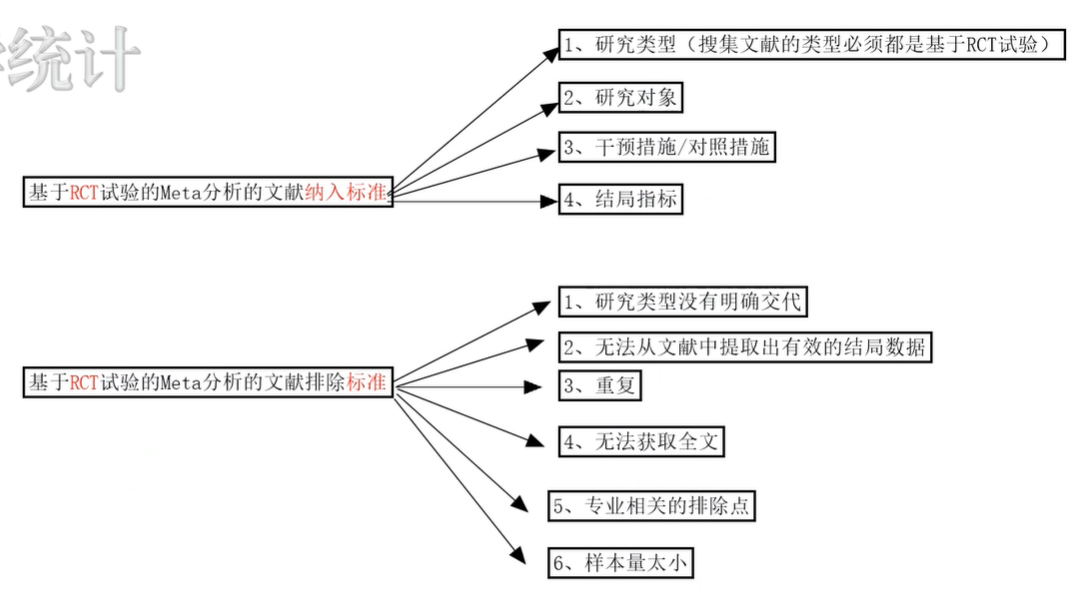 统计
1、研究类型（搜集文献的类型必须都是基于RCT试验）
2、研究对象
3、干预措施/对照措施
基于RCT试验的Meta分析的文献纳入标准
4、结局指标
1、研究类型没有明确交代
2、无法从文献中提取出有效的结局数据
基于RCT试验的Meta分析的文献排除标准
3、重复
4、无法获取全文
5、专业相关的排除点
6、样本量太小